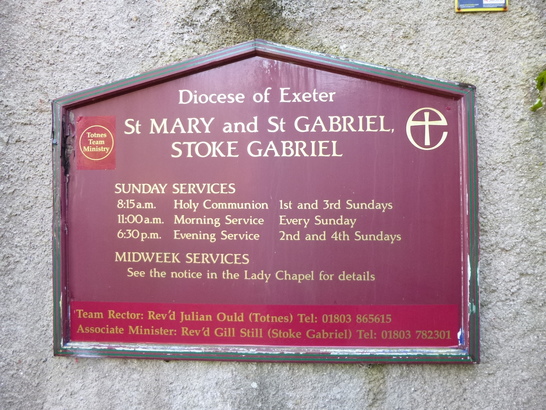 Diocese of Exeter
St MARY and St GABRIEL,
STOKE GABRIEL
Totnes
Team
Ministry
SUNDAY SERVICES
8:15 a.m. Holy Communion 1st and 3rd Sundays
11:00 a.m. Morning Service Every Sunday
6:30 p.m. Evening Service 2nd and 4th Sundays
MIDWEEK SERVICES
See the notice in the Lady Chapel for details
Team Rector: Rev'd Julian Ould (Totnes) Tel: 01803 865615
Associate Minister: Rev'd Gill Still (Stoke Gabriel) Tel: 01803 782301